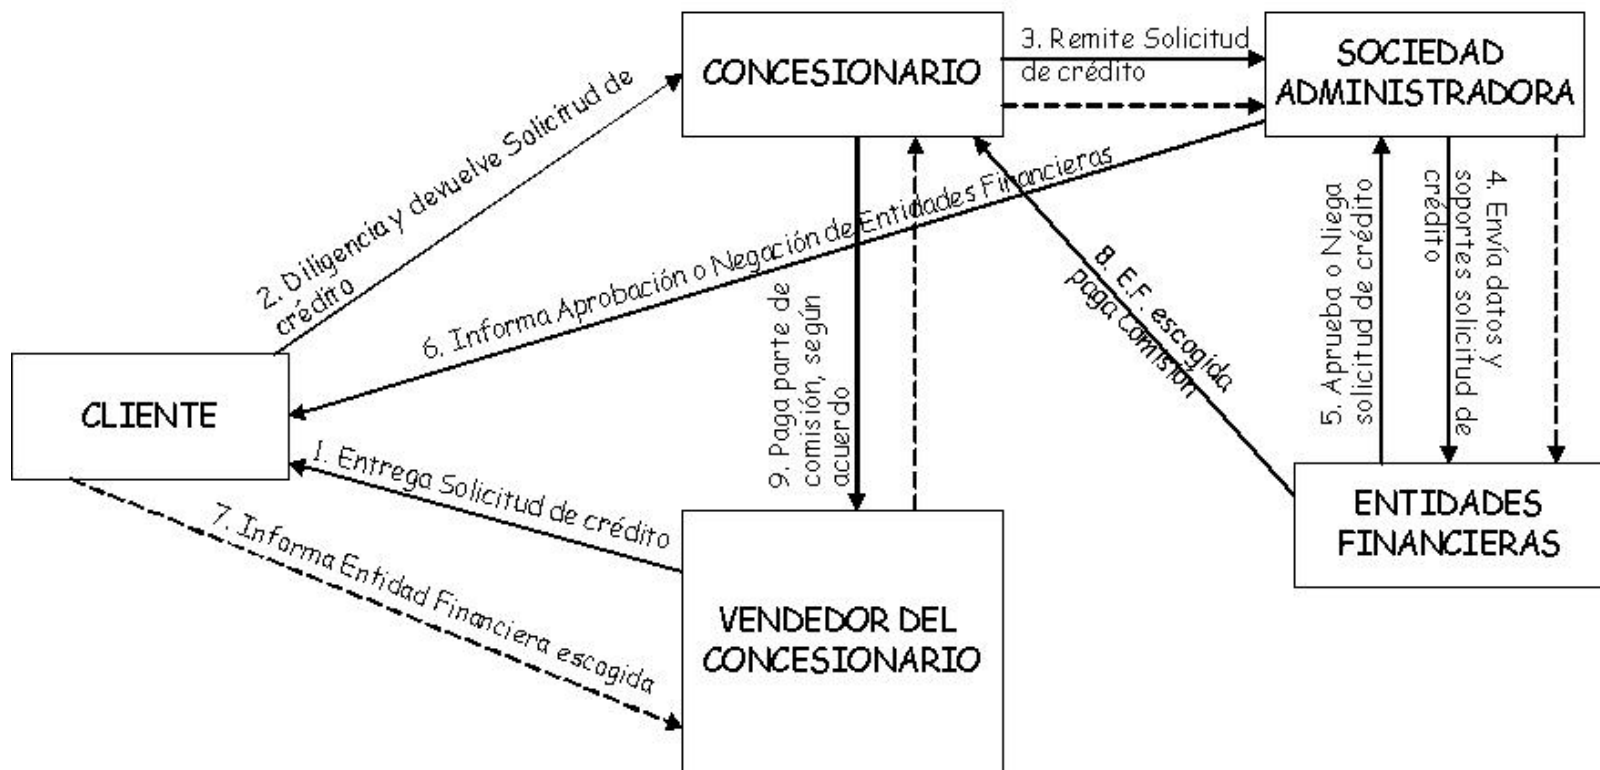 CONCESIONARIO
3. Remite Solicitud
de crédito
SOCIEDAD
ADMINISTRADORA
2. Diligencia y devuelve Solicitud de
crédito
6. Informa Aprobación o Negación de Entidades Financieras
8. E.F. escogida
paga comisión
5. Aprueba o Niega
solicitud de crédito
4. Envía datos y
soportes solicitud de
crédito
9. Paga parte de
comisión, según
acuerdo
CLIENTE
1. Entrega Solicitud de crédito
7. Informa Entidad Financiera escogida
VENDEDOR DEL
CONCESIONARIO
ENTIDADES
FINANCIERAS